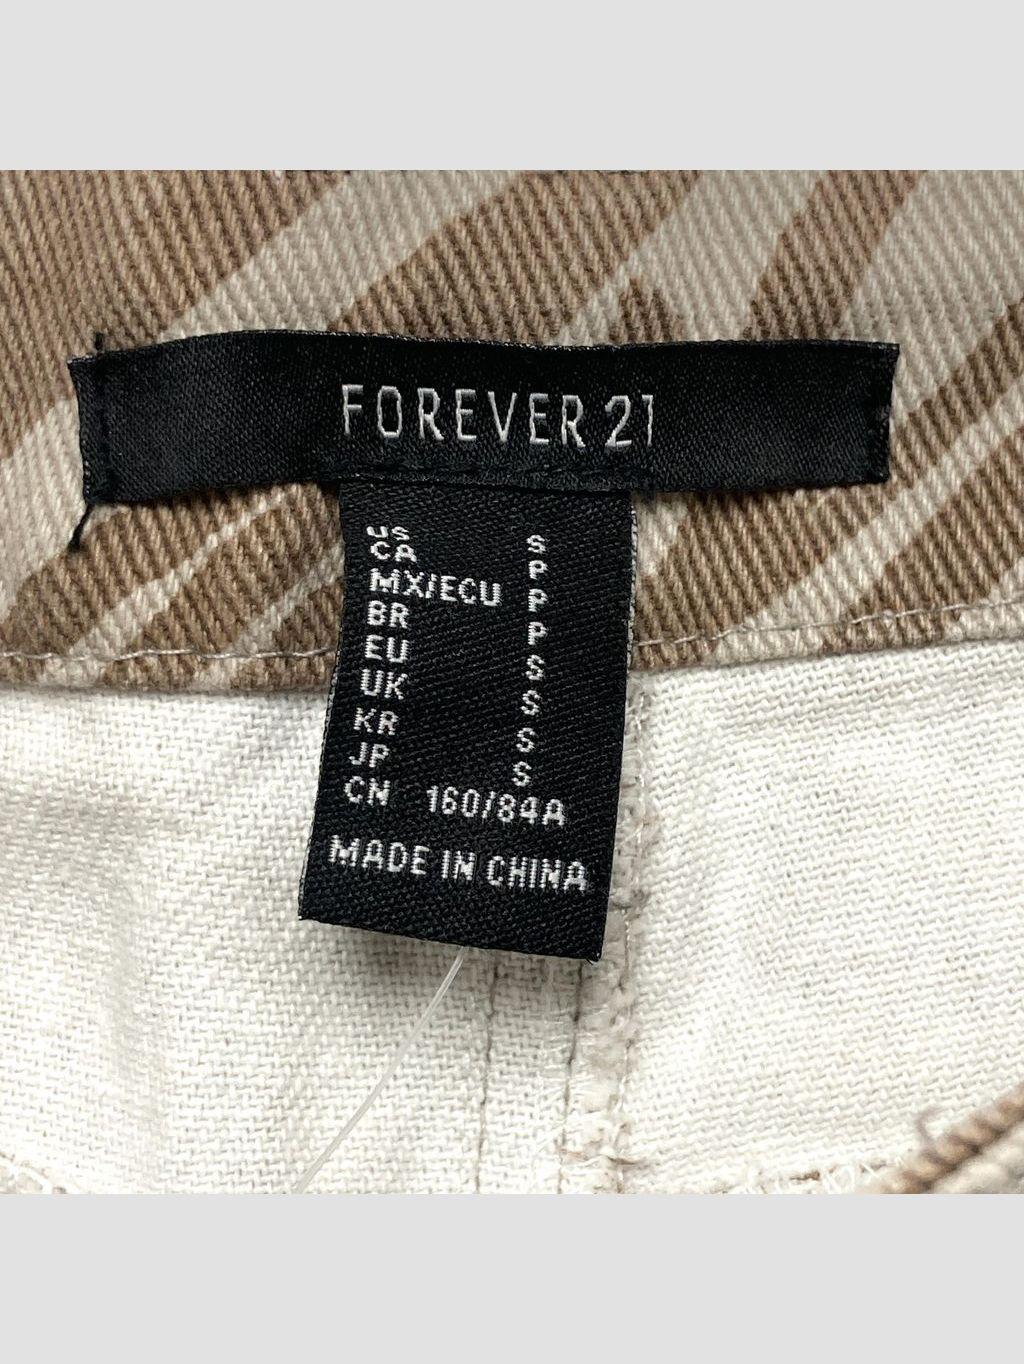 FOREVER 21
US S
CA P
MX/ECU P
BR P
EU S
UK S
KR S
JP S
CN 160/84A
MADE IN CHINA